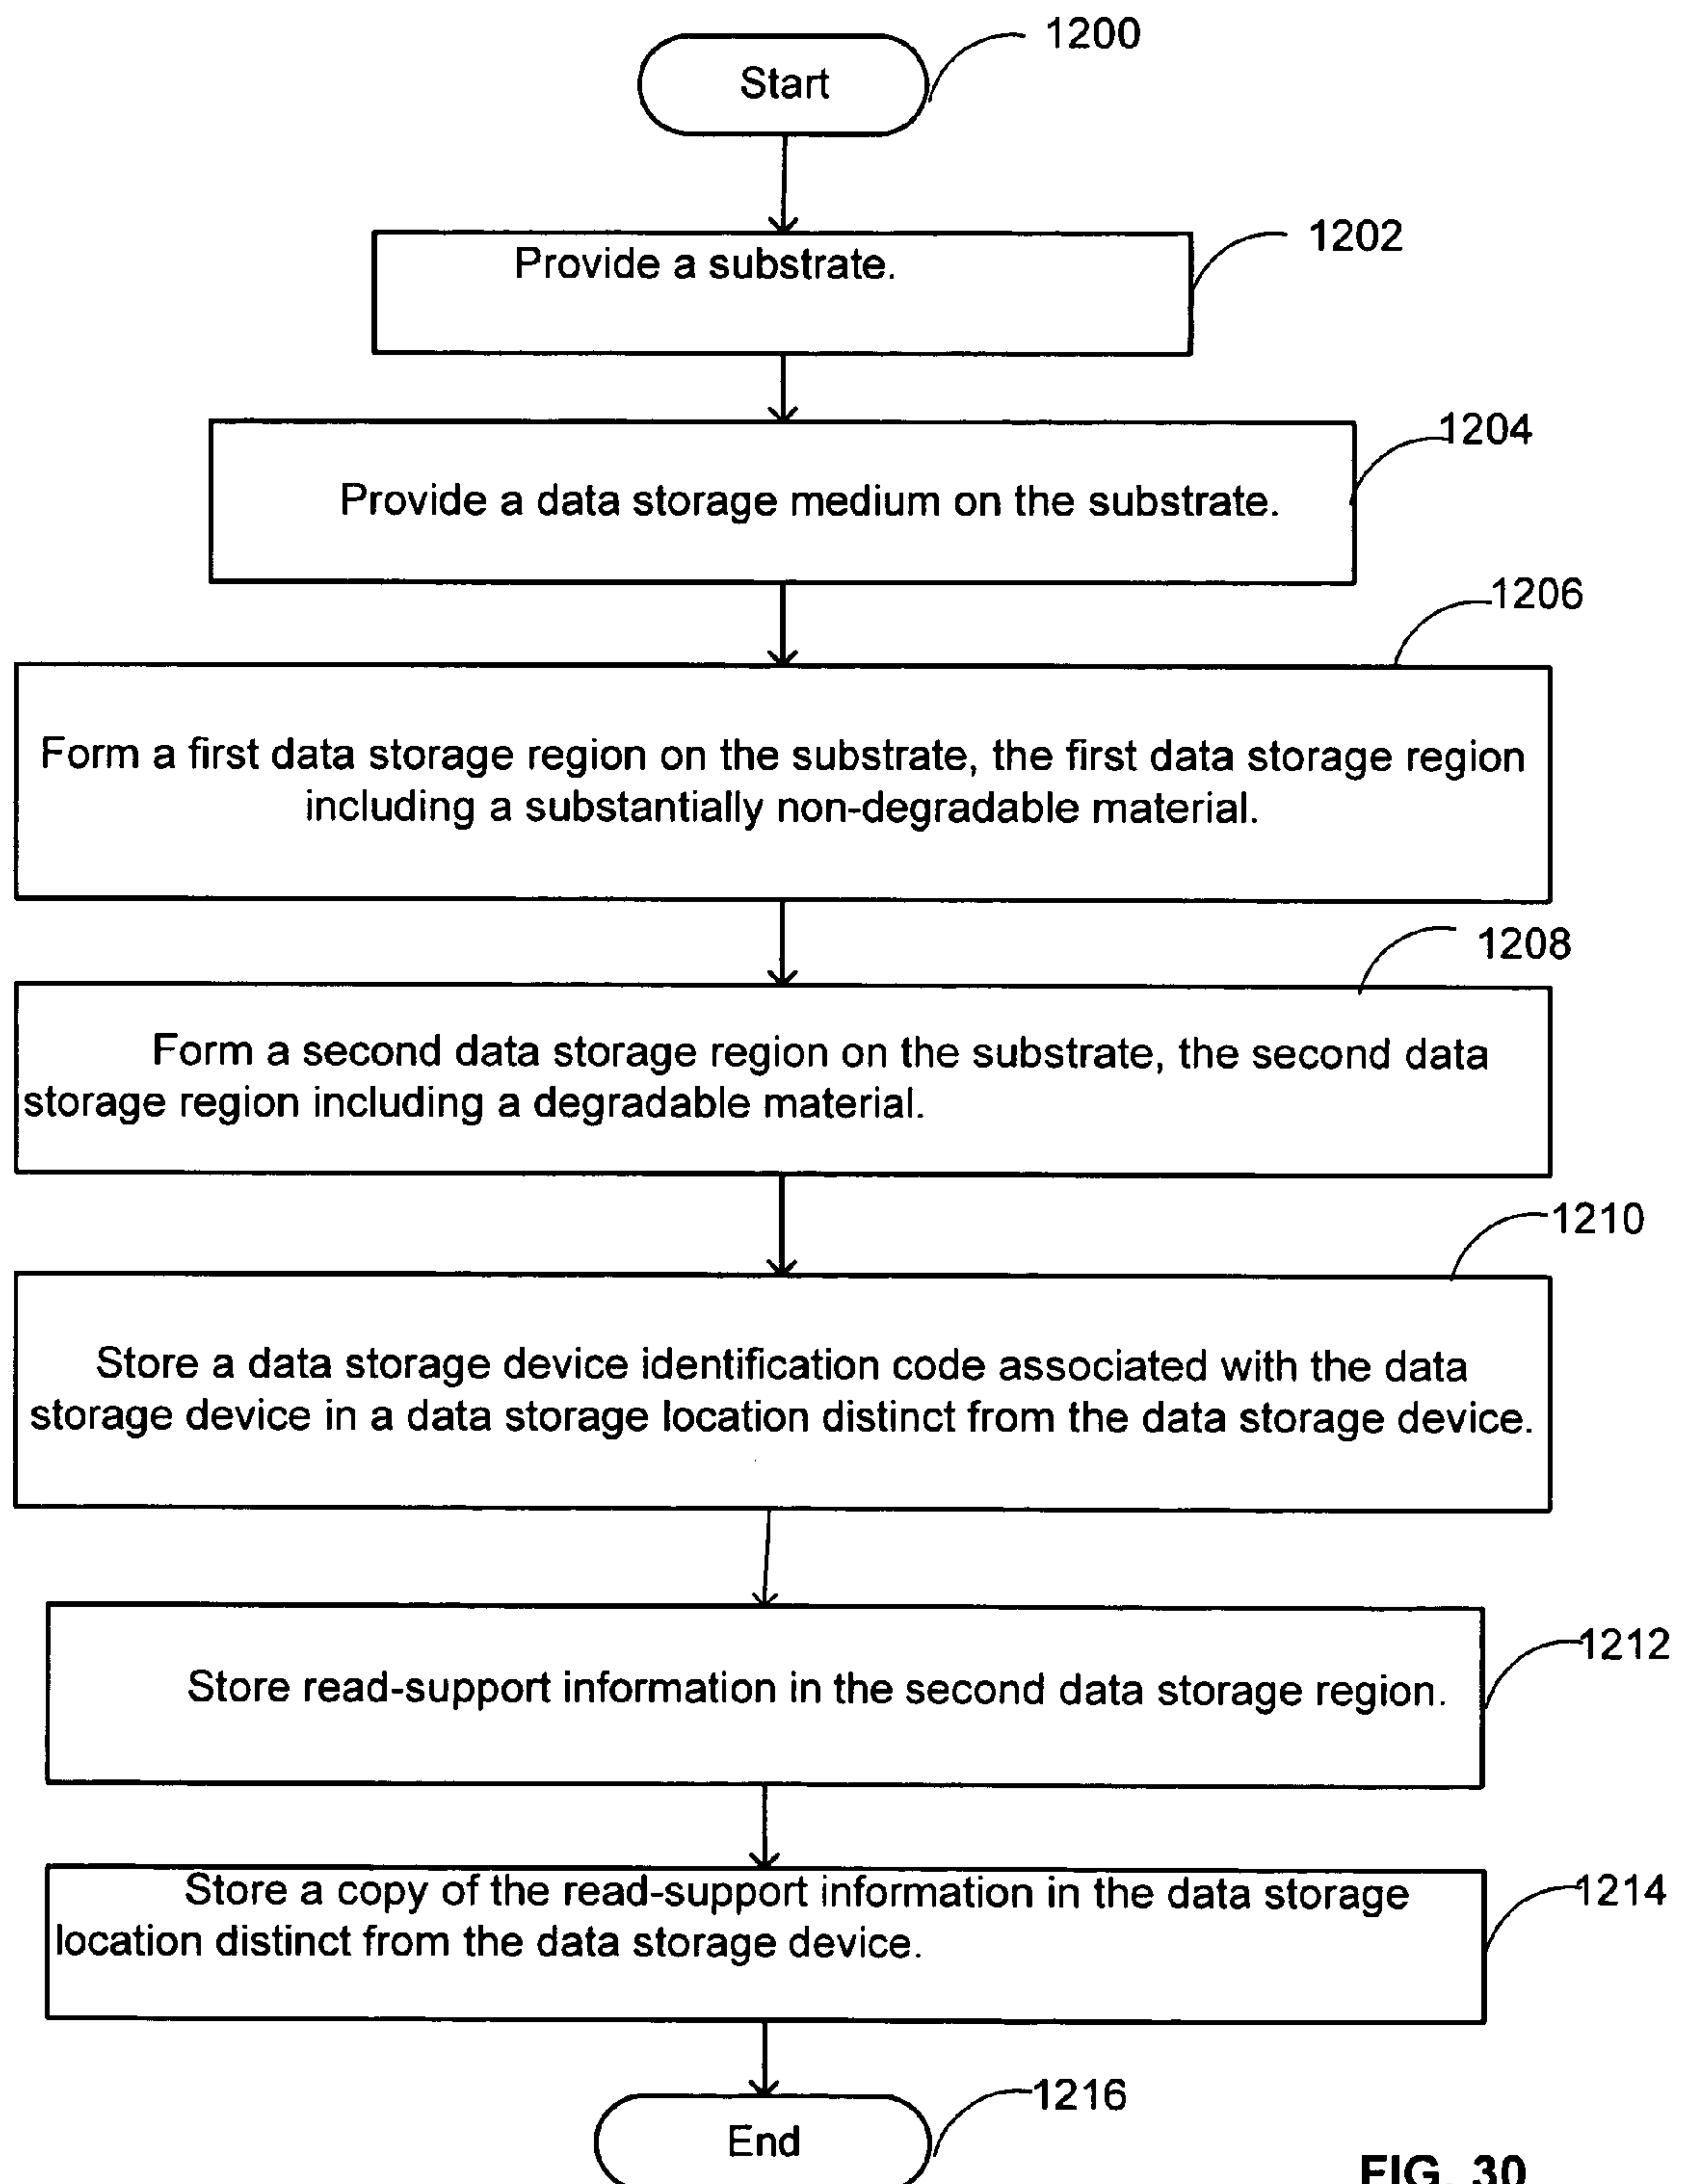 1200
Start
1202
Provide a substrate.
1204
Provide a data storage medium on the substrate.
1206
Form a first data storage region on the substrate, the first data storage region
including a substantially non-degradable material.
1208
Form a second data storage region on the substrate, the second data
storage region including a degradable material.
1210
Store a data storage device identification code associated with the data
storage device in a data storage location distinct from the data storage device.
1212
Store read-support information in the second data storage region.
1214
Store a copy of the read-support information in the data storage
location distinct from the data storage device.
1216
End
FIG. 30